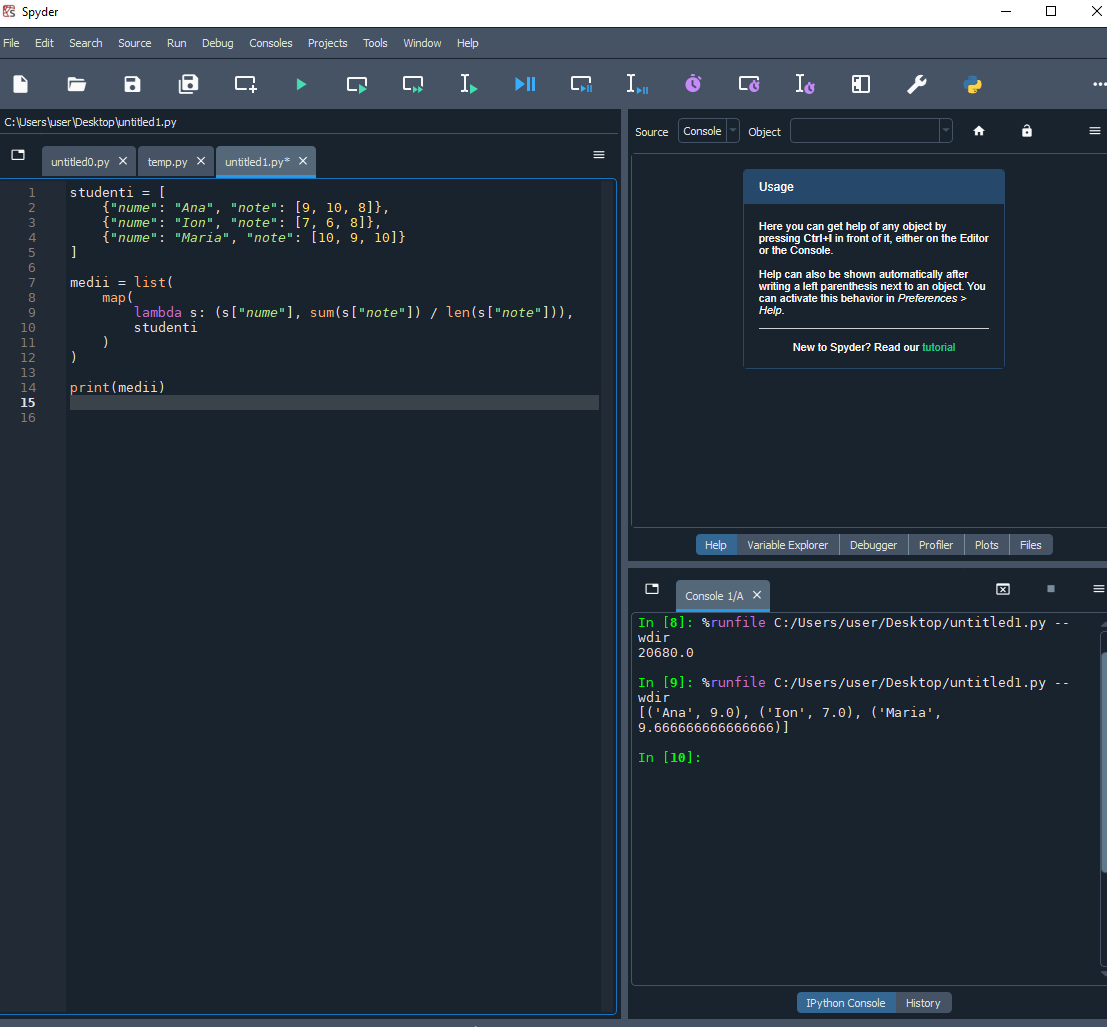 Spyder
File Edit Search Source Run Debug Consoles Projects Tools Window Help
C:\Users\user\Desktop\untitled1.py
untitled0.py
temp.py
untitled1.py*
1 studenti = [
2     {"nume": "Ana", "note": [9, 10, 8]},
3     {"nume": "Ion", "note": [7, 6, 8]},
4     {"nume": "Maria", "note": [10, 9, 10]}
5 ]
6
7 medii = list(
8     map(
9         lambda s: (s["nume"], sum(s["note"]) / len(s["note"])),
10         studenti
11     )
12 )
13
14 print(medii)
15
16
Source Console Object
Usage
Here you can get help of any object by
pressing Ctrl+I in front of it, either on the Editor
or the Console.
Help can also be shown automatically after
writing a left parenthesis next to an object. You
can activate this behavior in Preferences >
Help.
New to Spyder? Read our tutorial
Help Variable Explorer Debugger Profiler Plots Files
Console 1/A
In [8]: %runfile C:/Users/user/Desktop/untitled1.py --
wdir
20680.0
In [9]: %runfile C:/Users/user/Desktop/untitled1.py --
wdir
[('Ana', 9.0), ('Ion', 7.0), ('Maria',
9.666666666666666)]
In [10]:
IPython Console History